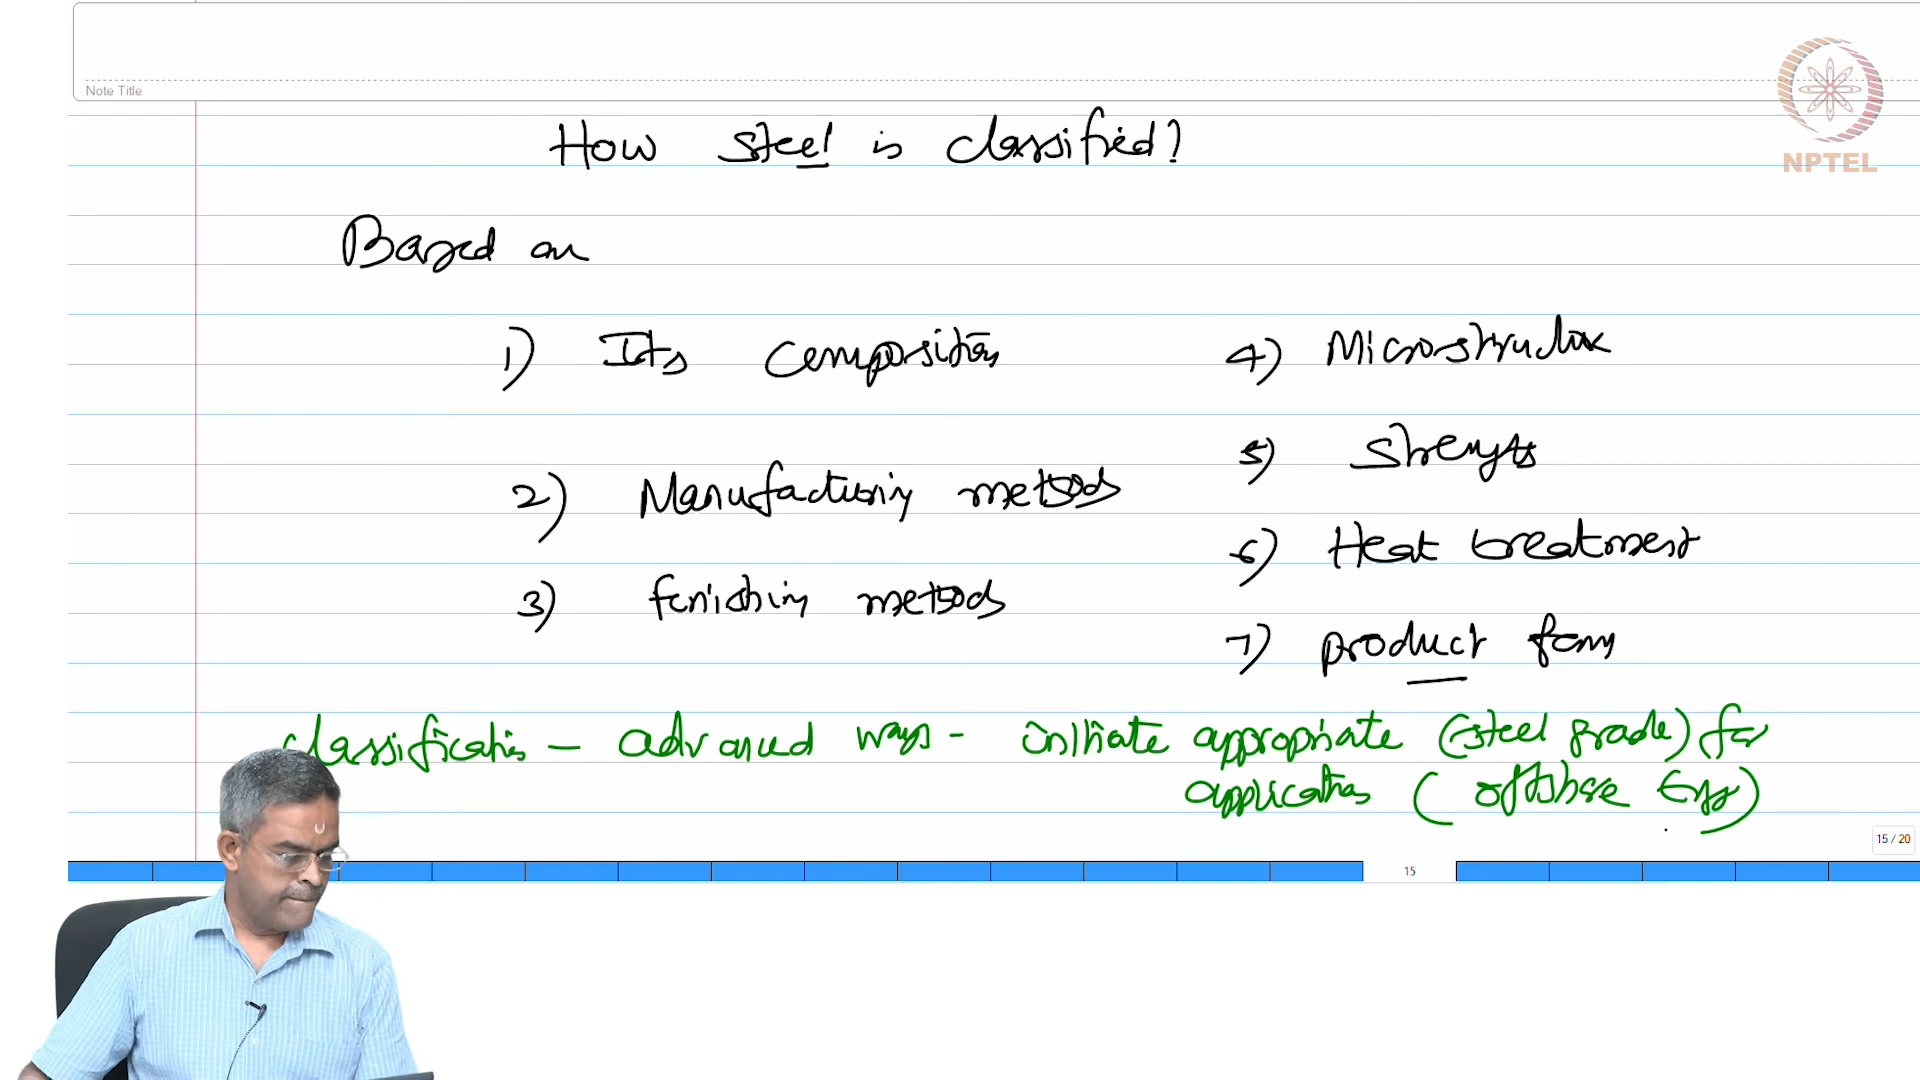 Note Title
NPTEL
How steel is classified?
Based on
1) Its composition
2) Manufacturing methods
3) finishing methods
4) Microstructure
5) Strength
6) Heat treatment
7) product form
classification - advanced ways - initiate appropriate (steel grade) for
application (offshore Engg)
15 / 20
15